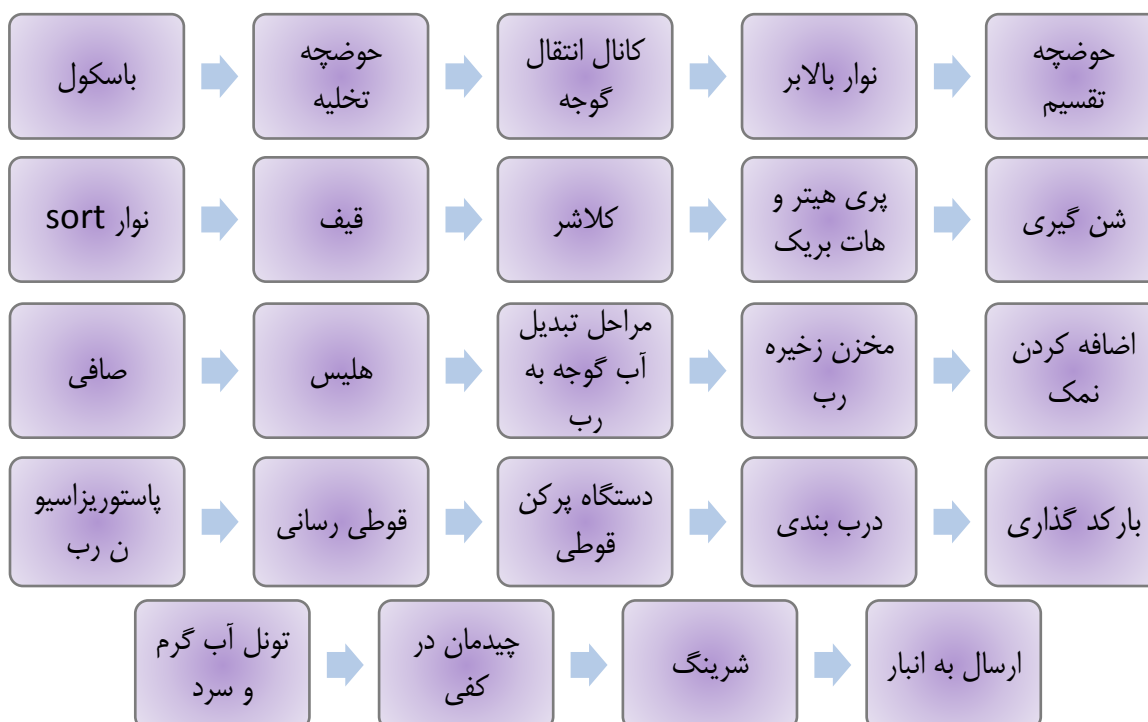 باسکول
حوضچه
تخلیه
کانال انتقال
گوجه
نوار بالابر
حوضچه
تقسیم
نوار sort
قیف
کلاشر
پری هیتر و
هات بریک
شن گیری
صافی
هلیس
مراحل تبدیل
آب گوجه به
رب
مخزن زخیره
رب
اضافه کردن
نمک
پاستوریزاسیو
ن رب
قوطی رسانی
دستگاه پرکن
قوطی
درب بندی
بارکد گذاری
تونل آب گرم
و سرد
چیدمان در
کفی
شرینگ
ارسال به انبار